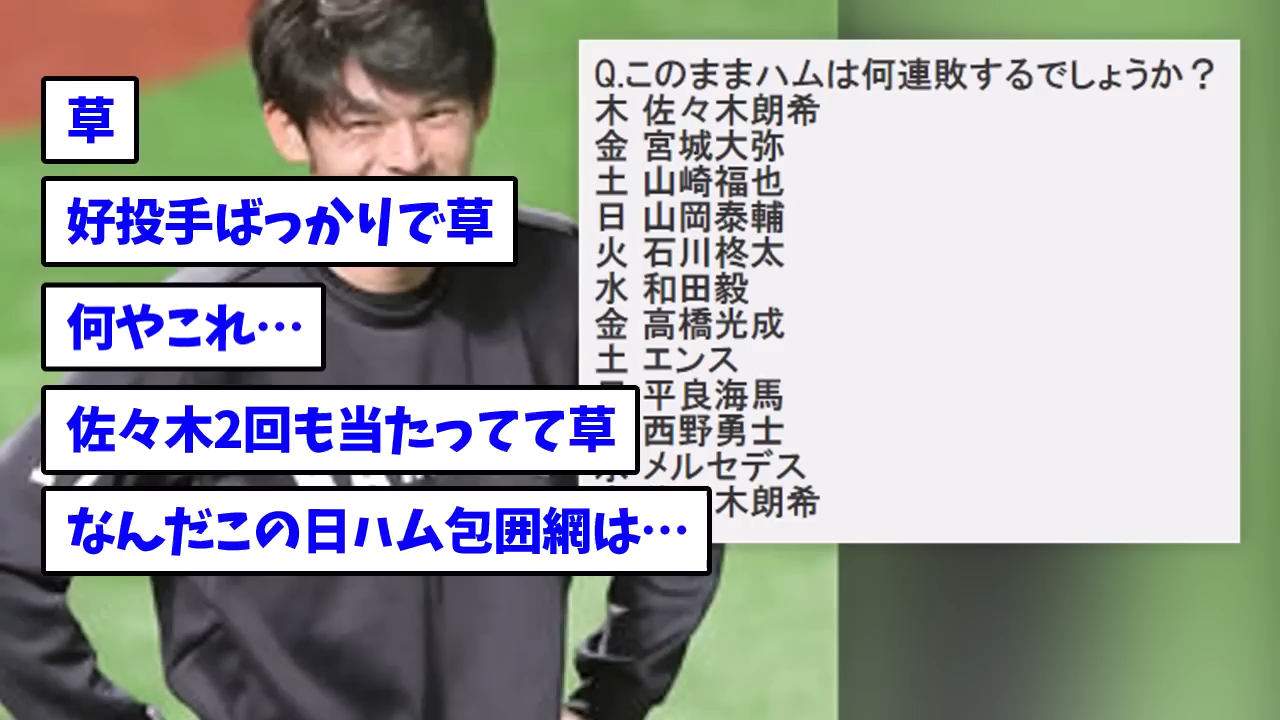 草
好投手ばっかりで草
何やこれ…
佐々木2回も当たってて草
なんだこの日ハム包囲網は…
Q.このままハムは何連敗するでしょうか？
木 佐々木朗希
金 宮城大弥
土 山崎福也
日 山岡泰輔
火 石川柊太
水 和田毅
金 高橋光成
土 エンス
平良海馬
西野勇士
メルセデス
木朗希